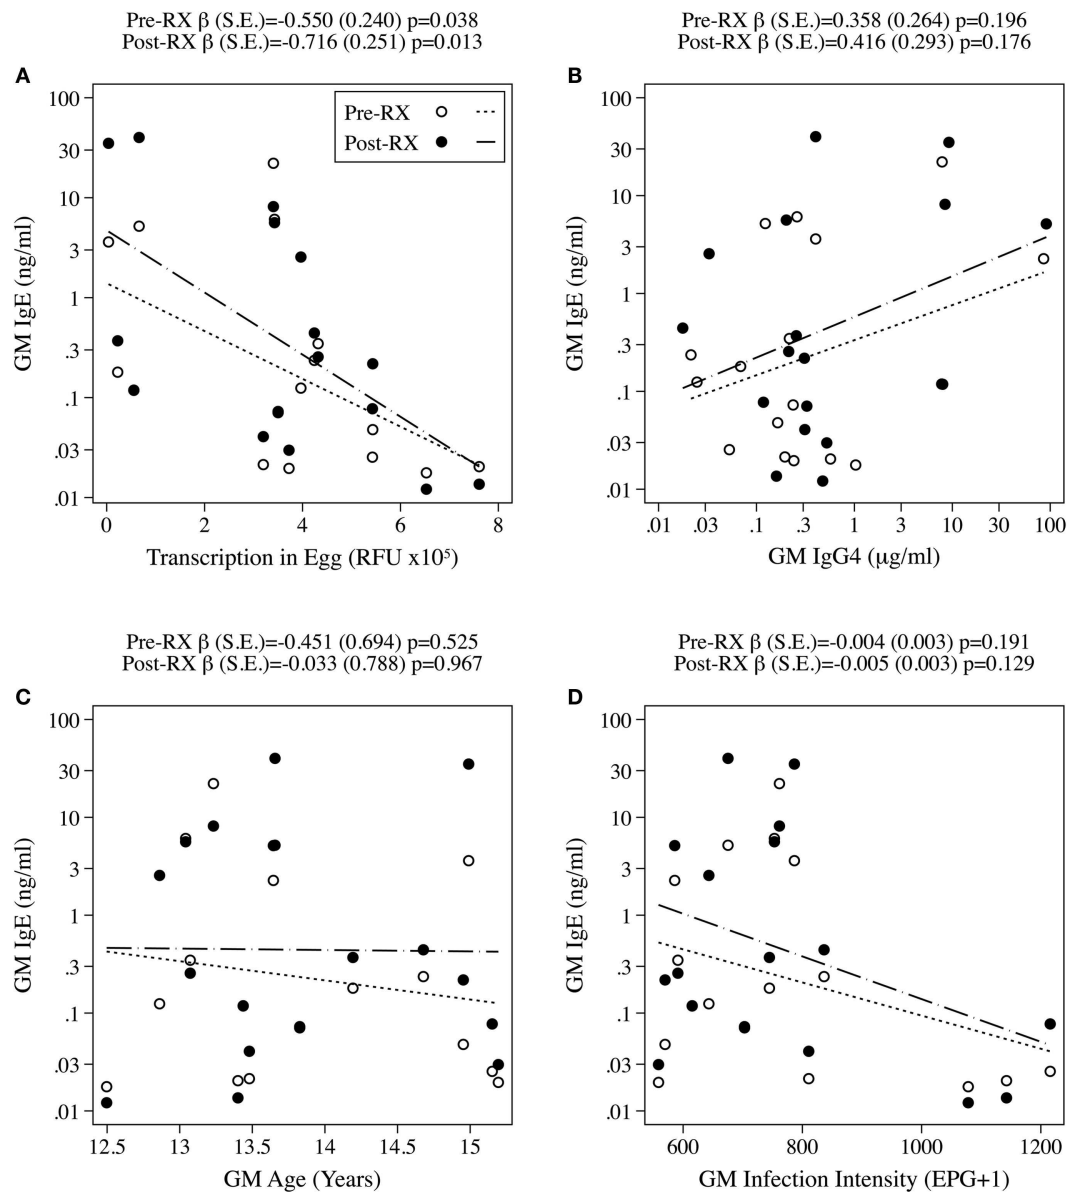 Pre-RX β (S.E.)=-0.550 (0.240) p=0.038
Post-RX β (S.E.)=-0.716 (0.251) p=0.013
A
100
30
10
3
1
.3
.1
.03
.01
GM IgE (ng/ml)
Pre-RX
Post-RX
0 2 4 6 8
Transcription in Egg (RFU x10⁵)
Pre-RX β (S.E.)=0.358 (0.264) p=0.196
Post-RX β (S.E.)=0.416 (0.293) p=0.176
B
100
30
10
3
1
.3
.1
.03
.01
GM IgE (ng/ml)
.01 .03 .1 .3 1 3 10 30 100
GM IgG4 (μg/ml)
Pre-RX β (S.E.)=-0.451 (0.694) p=0.525
Post-RX β (S.E.)=-0.033 (0.788) p=0.967
C
100
30
10
3
1
.3
.1
.03
.01
GM IgE (ng/ml)
12.5 13 13.5 14 14.5 15
GM Age (Years)
Pre-RX β (S.E.)=-0.004 (0.003) p=0.191
Post-RX β (S.E.)=-0.005 (0.003) p=0.129
D
100
30
10
3
1
.3
.1
.03
.01
GM IgE (ng/ml)
600 800 1000 1200
GM Infection Intensity (EPG+1)